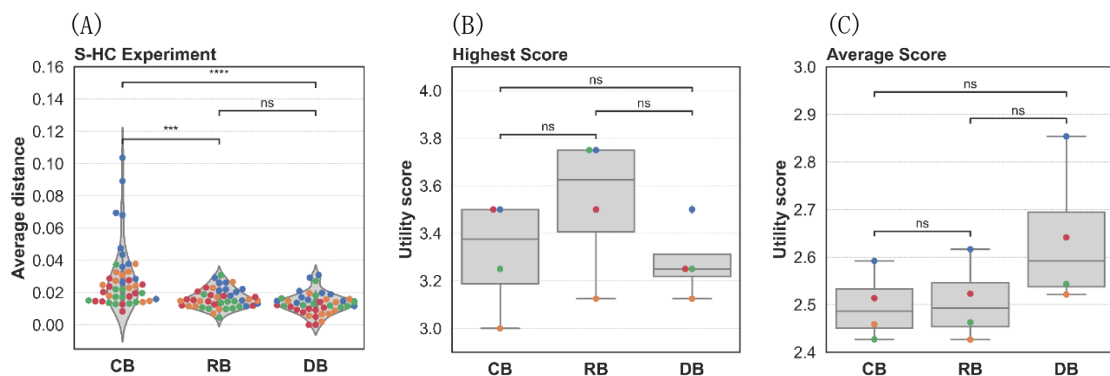 (A)
S-HC Experiment
Average distance
0.16
0.14
0.12
0.10
0.08
0.06
0.04
0.02
0.00
****
ns
***
CB RB DB
(B)
Highest Score
Utility score
4.0
3.8
3.6
3.4
3.2
3.0
ns
ns
ns
CB RB DB
(C)
Average Score
Utility score
3.0
2.9
2.8
2.7
2.6
2.5
2.4
ns
ns
ns
CB RB DB